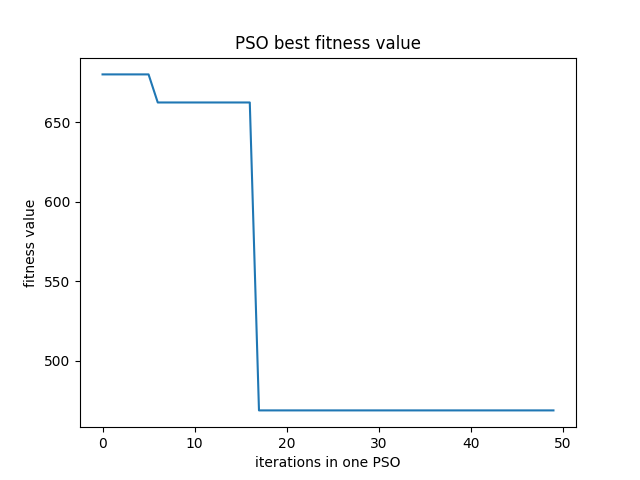 PSO best fitness value
650
600
550
500
fitness value
0 10 20 30 40 50
iterations in one PSO